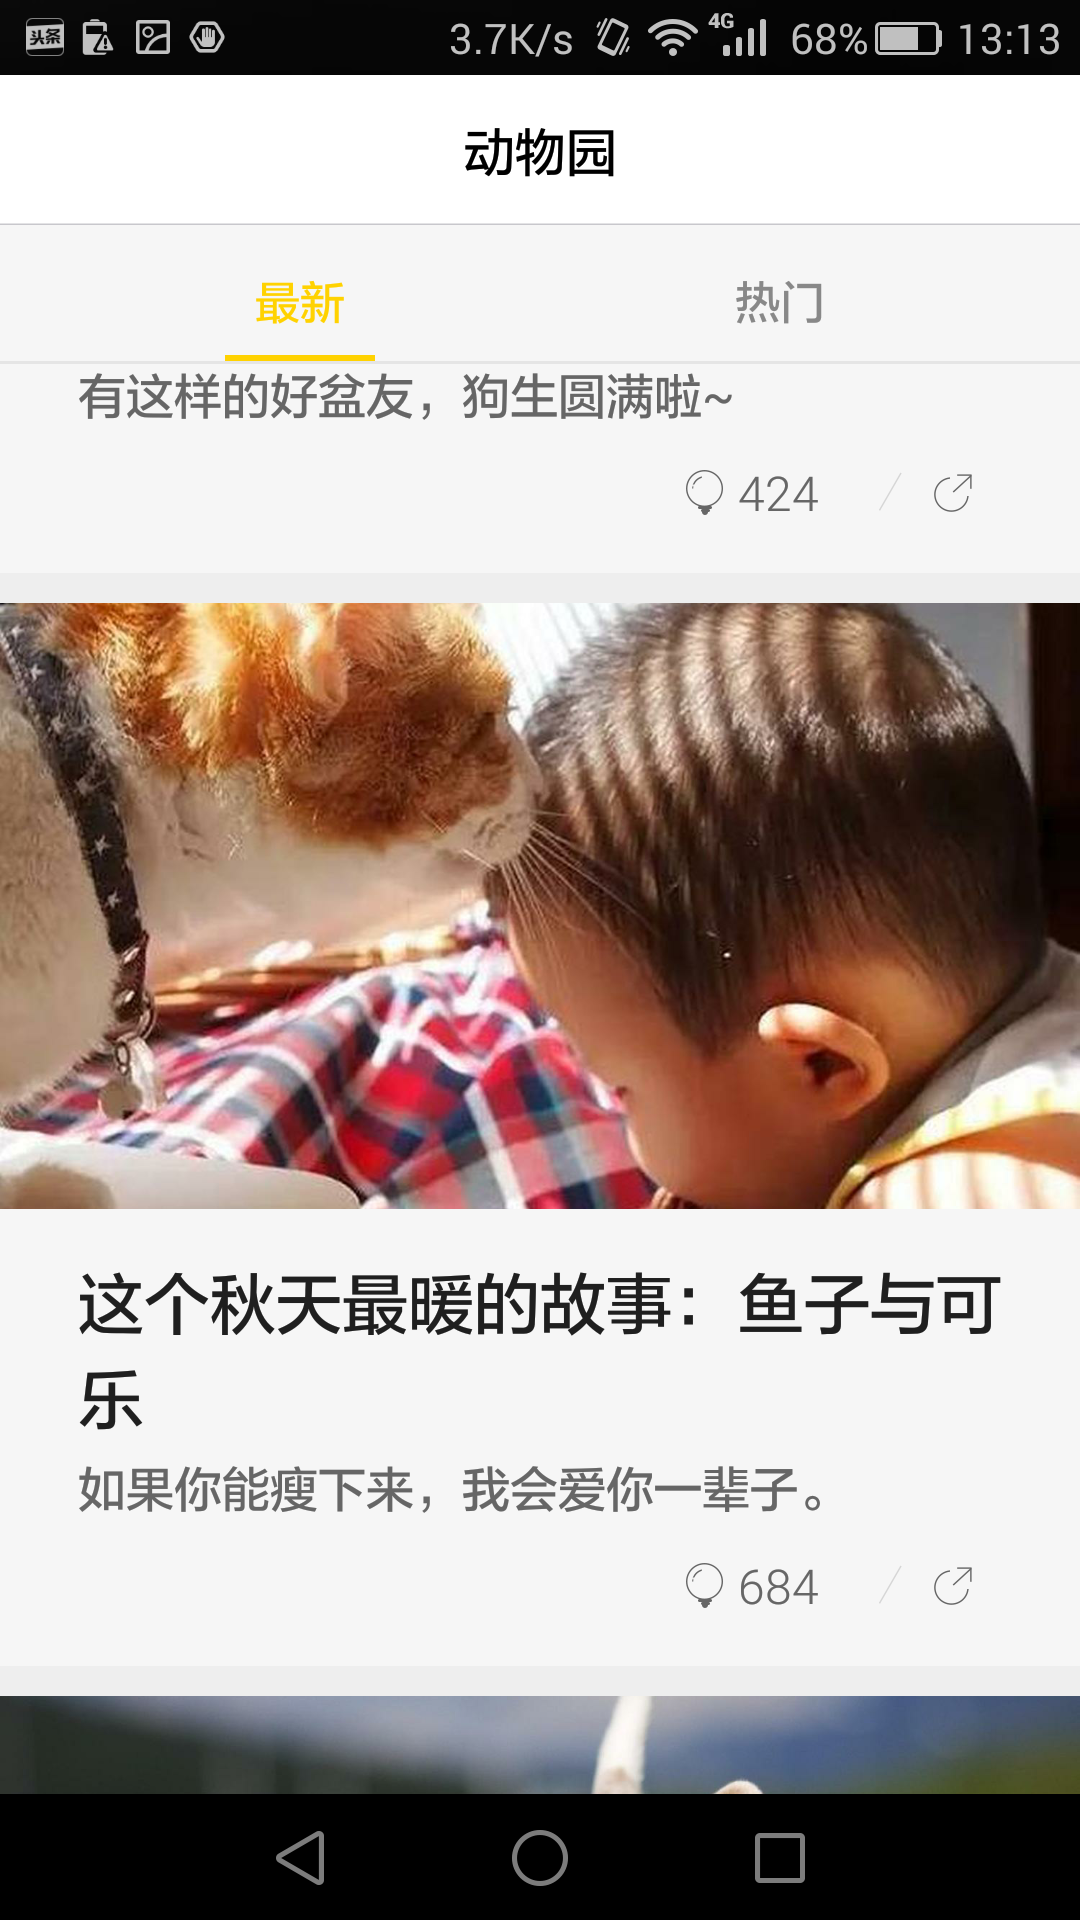 头条 3.7K/s 4G 68% 13:13
动物园
最新 热门
有这样的好盆友，狗生圆满啦~
424
这个秋天最暖的故事：鱼子与可
乐
如果你能瘦下来，我会爱你一辈子。
684